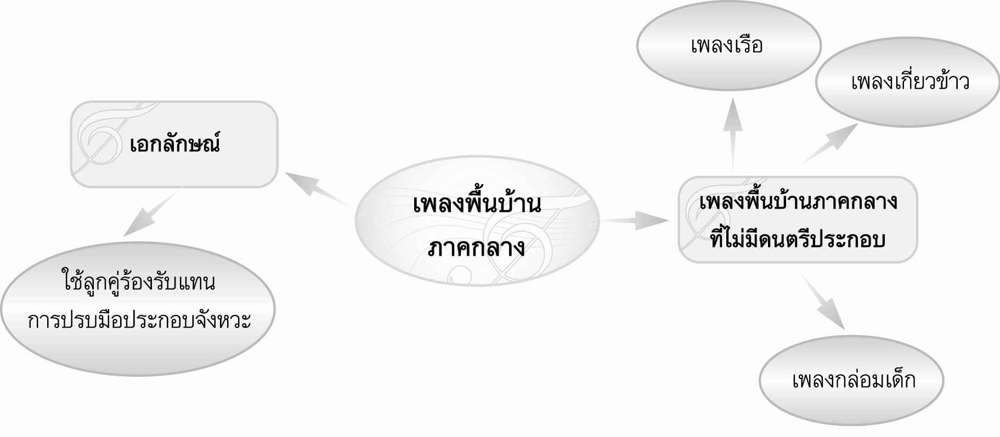 เพลงเรือ
เพลงเกี่ยวข้าว
เอกลักษณ์
เพลงพื้นบ้าน
ภาคกลาง
เพลงพื้นบ้านภาคกลาง
ที่ไม่มีดนตรีประกอบ
ใช้ลูกคู่ร้องรับแทน
การปรบมือประกอบจังหวะ
เพลงกล่อมเด็ก